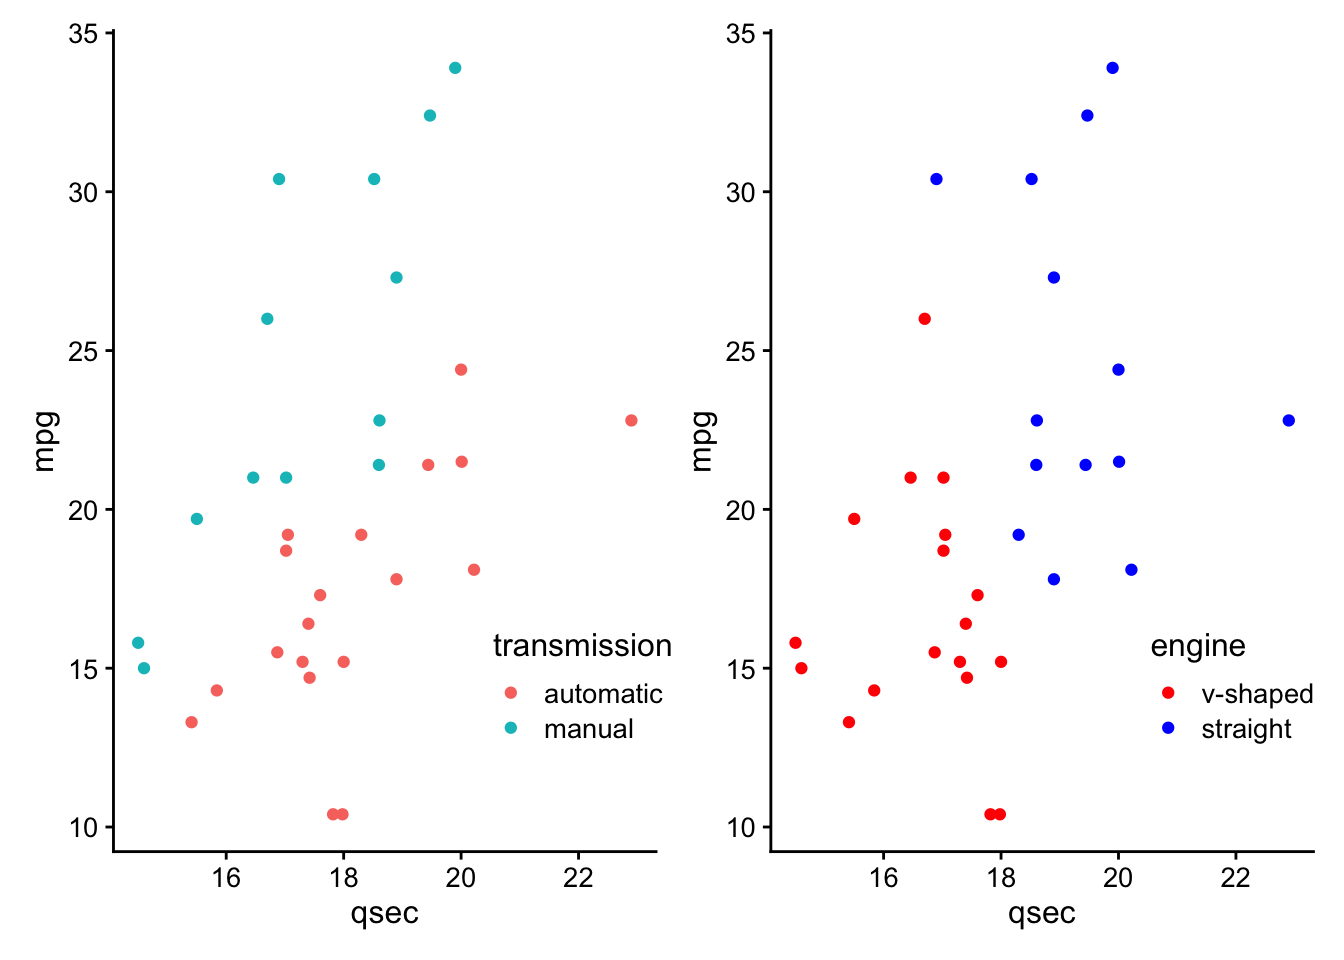 35
30
25
20
15
10
mpg
16 18 20 22
qsec
transmission
automatic
manual
35
30
25
20
15
10
mpg
16 18 20 22
qsec
engine
v-shaped
straight